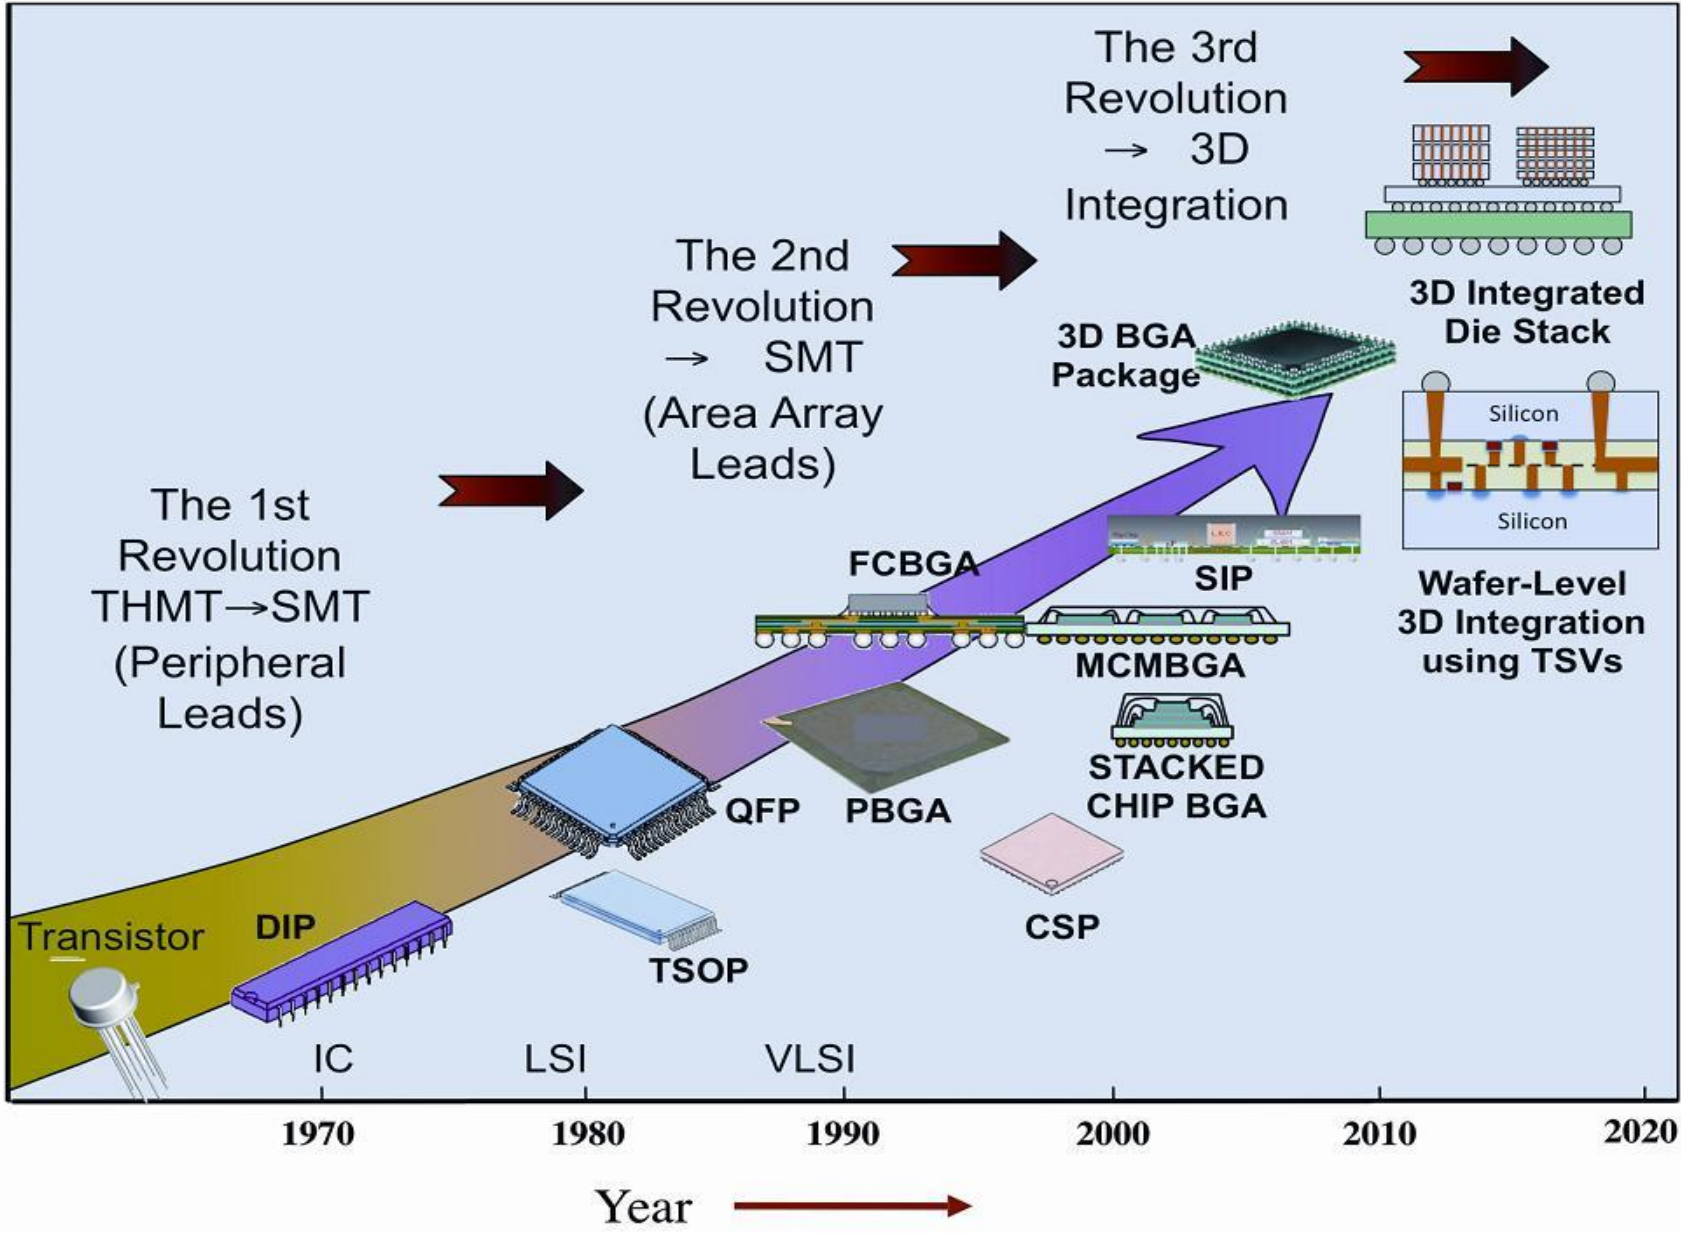 The 3rd
Revolution
→ 3D
Integration
The 2nd
Revolution
→ SMT
(Area Array
Leads)
The 1st
Revolution
THMT→SMT
(Peripheral
Leads)
3D Integrated
Die Stack
3D BGA
Package
Silicon
Silicon
Wafer-Level
3D Integration
using TSVs
FCBGA
SIP
MCMBGA
STACKED
CHIP BGA
QFP
PBGA
CSP
Transistor
DIP
TSOP
IC
LSI
VLSI
1970
1980
1990
2000
2010
2020
Year